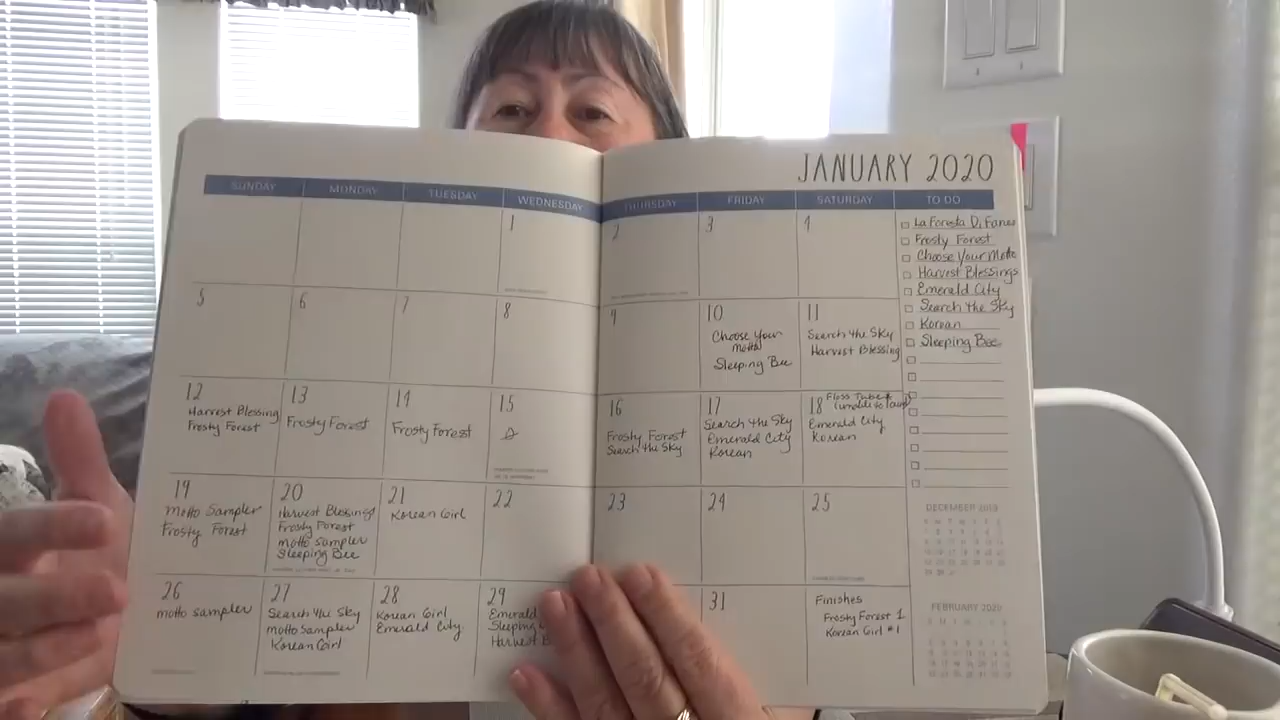 JANUARY 2020
SUNDAY MONDAY TUESDAY WEDNESDAY THURSDAY FRIDAY SATURDAY TO DO
1
2
3
4
La Foresta Di
Frosty Forest
Choose Your Motto
Harvest Blessings
Emerald City
Search the Sky
Korean
Sleeping Bee
5
6
7
8
9
10
Choose Your
Motto
Sleeping Bee
11
Search the Sky
Harvest Blessing
12
Harvest Blessing
Frosty Forest
13
Frosty Forest
14
Frosty Forest
15
16
Frosty Forest
Search the Sky
17
Search the Sky
Emerald City
Korean
18 Floss Tube
Emerald City
Korean
19
Motto Sampler
Frosty Forest
20
Harvest Blessings
Frosty Forest
motto sampler
Sleeping Bee
21
Korean Girl
22
23
24
25
26
motto sampler
27
Search the Sky
Motto Sampler
Korean Girl
28
Korean Girl
Emerald City
29
Emerald
Sleeping
Harvest
31
Finishes
Frosty Forest 1
Korean Girl #1
DECEMBER 2019
FEBRUARY 2020